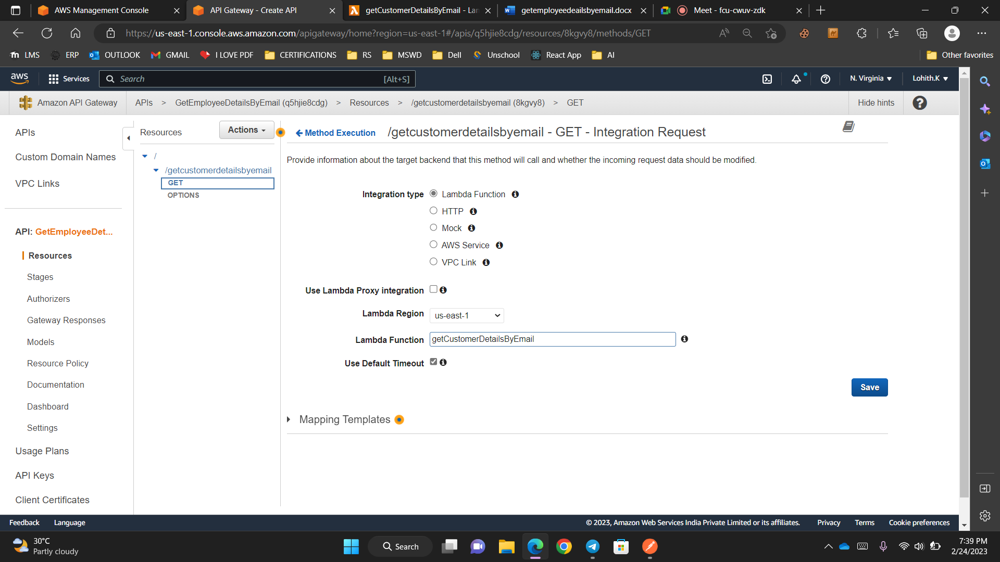 AWS Management Console
API Gateway - Create API
getCustomerDetailsByEmail - Lan
getemployeedeailsbyemail.docx
Meet - fcu-cwuv-zdk
https://us-east-1.console.aws.amazon.com/apigateway/home?region=us-east-1#/apis/q5hjie8cdg/resources/8kgvy8/methods/GET
LMS
ERP
OUTLOOK
GMAIL
I LOVE PDF
CERTIFICATIONS
RS
MSWD
Dell
Unschool
React App
AI
Other favorites
aws
Services
Search
[Alt+S]
N. Virginia
Lohith.K
Amazon API Gateway
APIs > GetEmployeeDetailsByEmail (q5hjie8cdg) > Resources > /getcustomerdetailsbyemail (8kgvy8) > GET
Hide hints
APIs
Custom Domain Names
VPC Links
API: GetEmployeeDet...
Resources
Stages
Authorizers
Gateway Responses
Models
Resource Policy
Documentation
Dashboard
Settings
Usage Plans
API Keys
Client Certificates
Resources
Actions
/
/getcustomerdetailsbyemail
GET
OPTIONS
Method Execution
/getcustomerdetailsbyemail - GET - Integration Request
Provide information about the target backend that this method will call and whether the incoming request data should be modified.
Integration type
Lambda Function
HTTP
Mock
AWS Service
VPC Link
Use Lambda Proxy integration
Lambda Region
us-east-1
Lambda Function
getCustomerDetailsByEmail
Use Default Timeout
Save
Mapping Templates
Feedback
Language
© 2023, Amazon Web Services India Private Limited or its affiliates.
Privacy
Terms
Cookie preferences
30°C
Partly cloudy
Search
7:39 PM
2/24/2023